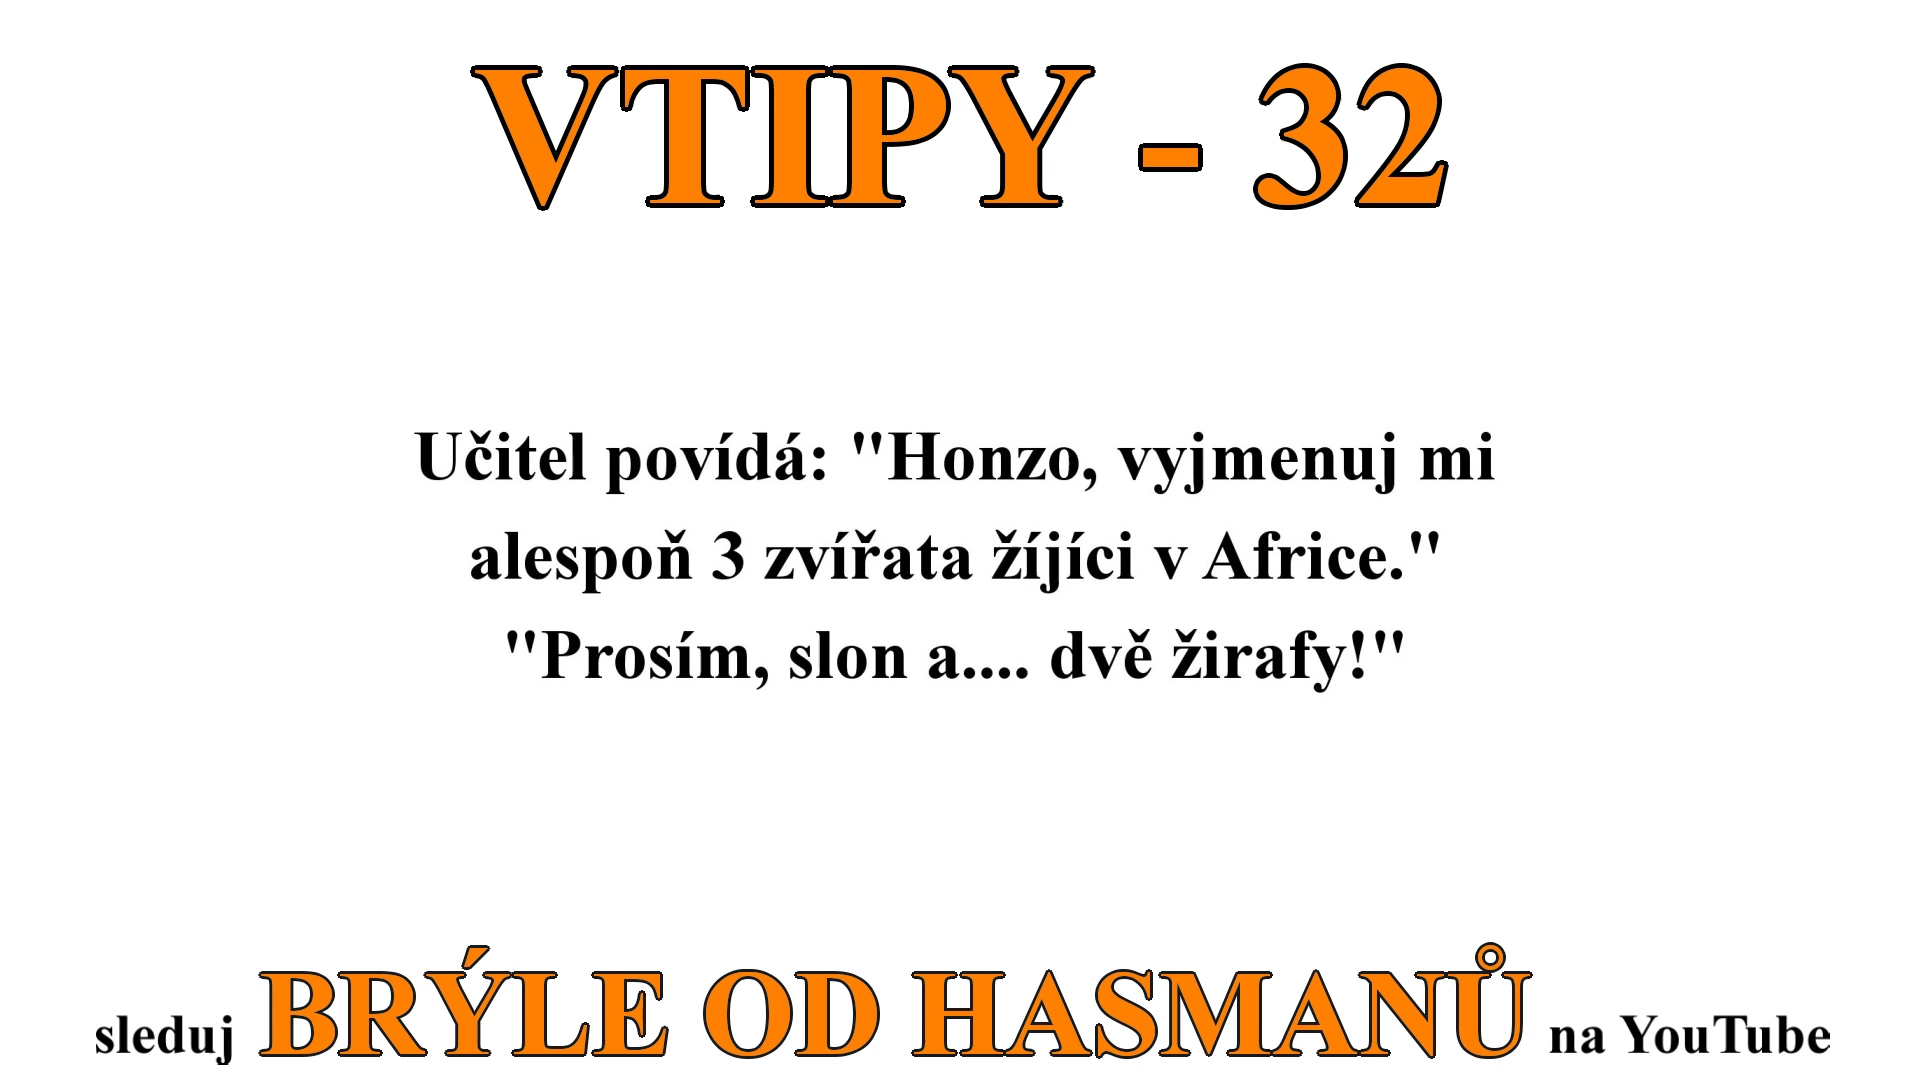 VTIPY - 32
Učitel povídá: "Honzo, vyjmenuj mi
alespoň 3 zvířata žíjíci v Africe."
"Prosím, slon a.... dvě žirafy!"
sleduj BRÝLE OD HASMANŮ na YouTube